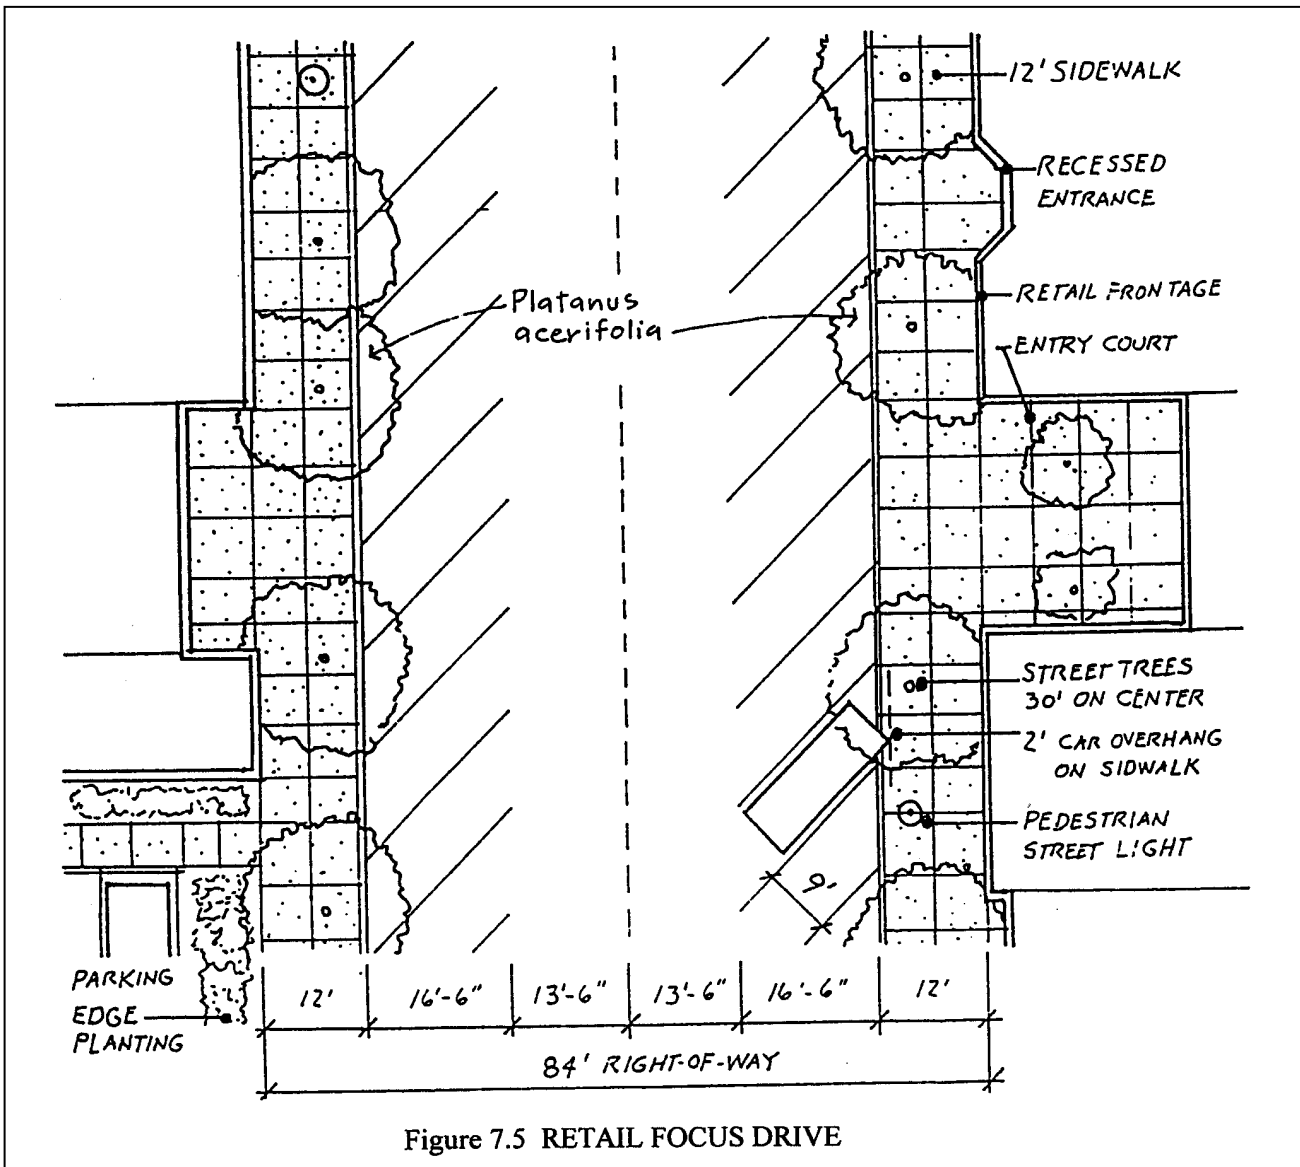 12' SIDEWALK
RECESSED
ENTRANCE
RETAIL FRONTAGE
Platanus
acerifolia
ENTRY COURT
STREET TREES
30' ON CENTER
2' CAR OVERHANG
ON SIDWALK
PEDESTRIAN
STREET LIGHT
9'
PARKING
EDGE
PLANTING
12' 16'-6" 13'-6" 13'-6" 16'-6" 12'
84' RIGHT-OF-WAY
Figure 7.5 RETAIL FOCUS DRIVE